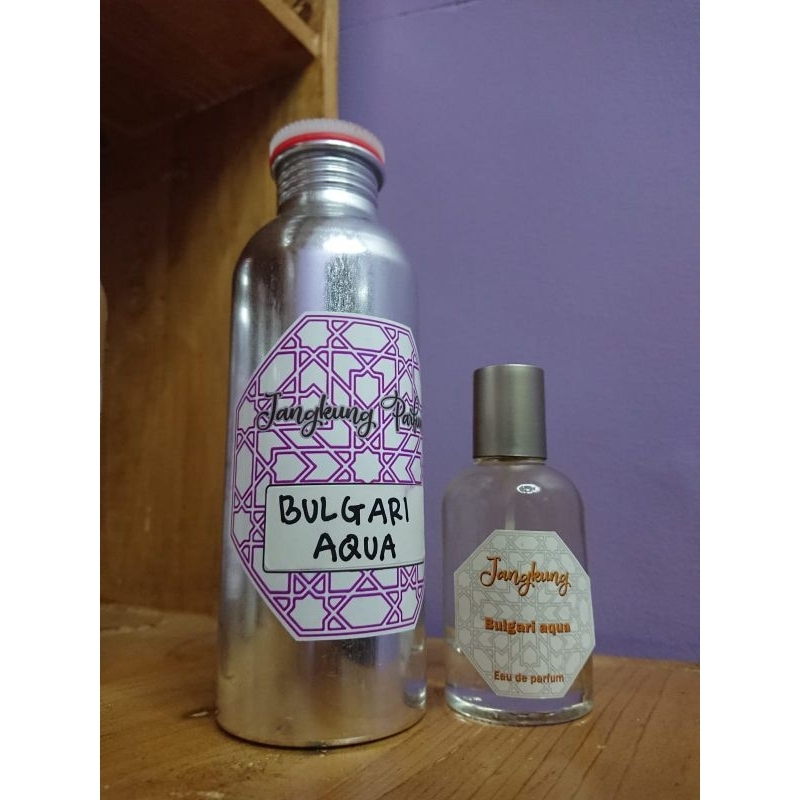 Jangkung Parfum
BULGARI
AQUA
Jangkung
Bulgari aqua
Eau de parfum